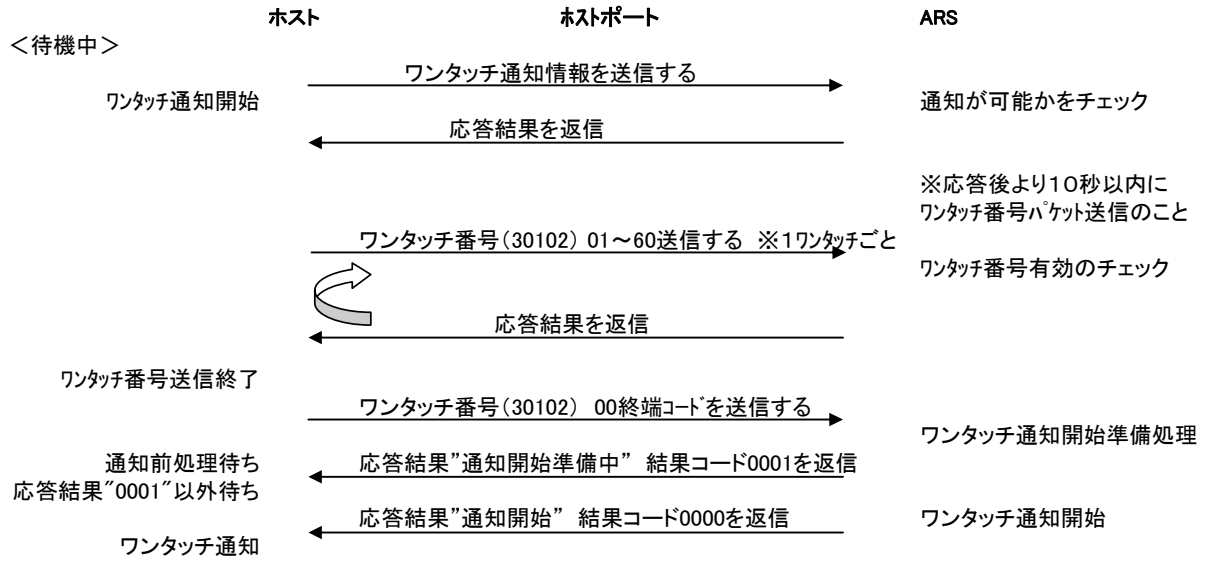 ホスト ホストポート ARS
＜待機中＞
ワンタッチ通知情報を送信する
ﾜﾝﾀｯﾁ通知開始 通知が可能かをチェック
応答結果を返信
※応答後より１０秒以内に
ﾜﾝﾀｯﾁ番号ﾊﾟｹｯﾄ送信のこと
ワンタッチ番号(30102) 01～60送信する ※１ﾜﾝﾀｯﾁごと
ﾜﾝﾀｯﾁ番号有効のチェック
応答結果を返信
ﾜﾝﾀｯﾁ番号送信終了
ワンタッチ番号(30102) 00終端ｺｰﾄﾞを送信する
ワンタッチ通知開始準備処理
通知前処理待ち 応答結果”通知開始準備中” 結果コード0001を返信
応答結果”0001”以外待ち
応答結果”通知開始” 結果コード0000を返信 ワンタッチ通知開始
ワンタッチ通知